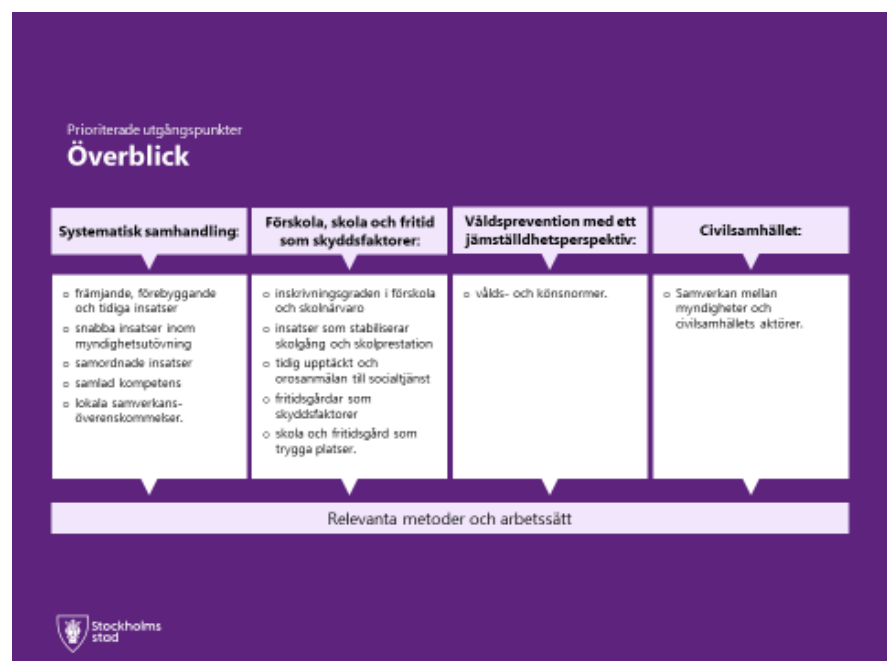 Prioriterade utgångspunkter
Överblick
Systematisk samhandling:
främjande, förebyggande
och tidiga insatser
snabba insatser inom
myndighetsutövning
samordnade insatser
samlad kompetens
lokala samverkans-
överenskommelser.
Förskola, skola och fritid
som skyddsfaktorer:
inskrivningsgraden i förskola
och skolnärvaro
insatser som stabiliserar
skolgång och skolprestation
tidig upptäckt och
orosanmälan till socialtjänst
fritidsgårdar som
skyddsfaktorer
skola och fritidsgård som
trygga platser.
Våldsprevention med ett
jämställdhetsperspektiv:
vålds- och könsnormer.
Civilsamhället:
Samverkan mellan
myndigheter och
civilsamhällets aktörer.
Relevanta metoder och arbetssätt
Stockholms
stad